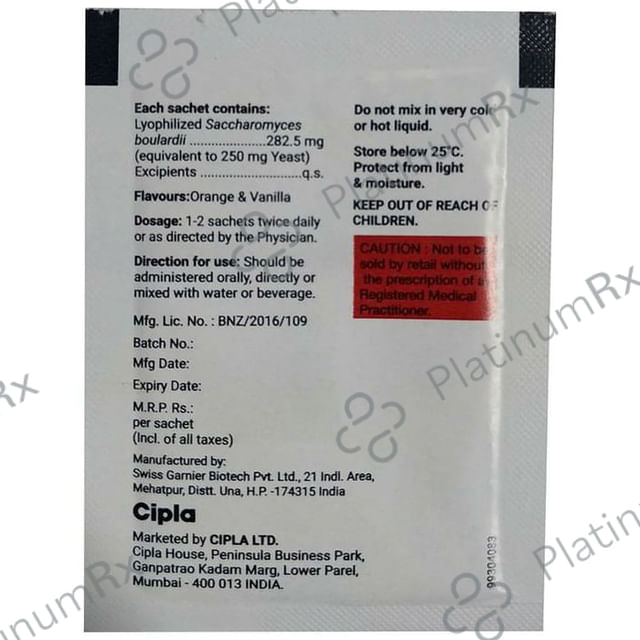 Each sachet contains:
Lyophilized Saccharomyces
boulardii ......................282.5 mg
(equivalent to 250 mg Yeast)
Excipients ..............................q.s.
Flavours:Orange & Vanilla
Dosage: 1-2 sachets twice daily
or as directed by the Physician.
Direction for use: Should be
administered orally, directly or
mixed with water or beverage.
Mfg. Lic. No. : BNZ/2016/109
Batch No.:
Mfg Date:
Expiry Date:
M.R.P. Rs.:
per sachet
(Incl. of all taxes)
Manufactured by:
Swiss Garnier Biotech Pvt. Ltd., 21 Indl. Area,
Mehatpur, Distt. Una, H.P. -174315 India
Cipla
Marketed by CIPLA LTD.
Cipla House, Peninsula Business Park,
Ganpatrao Kadam Marg, Lower Parel,
Mumbai - 400 013 INDIA.
Do not mix in very cold
or hot liquid.
Store below 25°C.
Protect from light
& moisture.
KEEP OUT OF REACH OF
CHILDREN.
CAUTION : Not to be
sold by retail without
the prescription of a
Registered Medical
Practitioner.
99304083
PlatinumRx
PlatinumRx
PlatinumRx
Rx
PlatinumRx
Platin